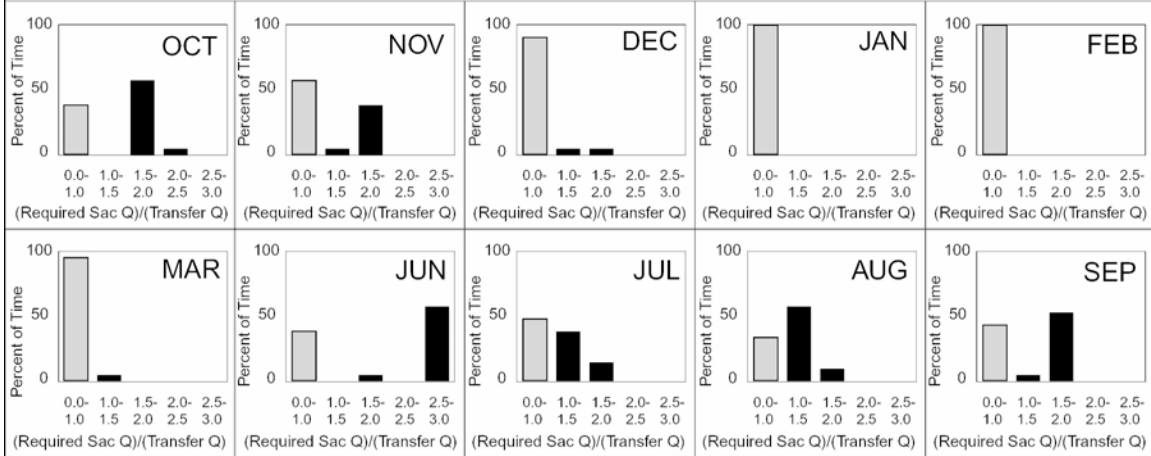 100
50
0
Percent of Time
OCT
0.0- 1.0- 1.5- 2.0- 2.5-
1.0 1.5 2.0 2.5 3.0
(Required Sac Q)/(Transfer Q)
100
50
0
Percent of Time
NOV
0.0- 1.0- 1.5- 2.0- 2.5-
1.0 1.5 2.0 2.5 3.0
(Required Sac Q)/(Transfer Q)
100
50
0
Percent of Time
DEC
0.0- 1.0- 1.5- 2.0- 2.5-
1.0 1.5 2.0 2.5 3.0
(Required Sac Q)/(Transfer Q)
100
50
0
Percent of Time
JAN
0.0- 1.0- 1.5- 2.0- 2.5-
1.0 1.5 2.0 2.5 3.0
(Required Sac Q)/(Transfer Q)
100
50
0
Percent of Time
FEB
0.0- 1.0- 1.5- 2.0- 2.5-
1.0 1.5 2.0 2.5 3.0
(Required Sac Q)/(Transfer Q)
100
50
0
Percent of Time
MAR
0.0- 1.0- 1.5- 2.0- 2.5-
1.0 1.5 2.0 2.5 3.0
(Required Sac Q)/(Transfer Q)
100
50
0
Percent of Time
JUN
0.0- 1.0- 1.5- 2.0- 2.5-
1.0 1.5 2.0 2.5 3.0
(Required Sac Q)/(Transfer Q)
100
50
0
Percent of Time
JUL
0.0- 1.0- 1.5- 2.0- 2.5-
1.0 1.5 2.0 2.5 3.0
(Required Sac Q)/(Transfer Q)
100
50
0
Percent of Time
AUG
0.0- 1.0- 1.5- 2.0- 2.5-
1.0 1.5 2.0 2.5 3.0
(Required Sac Q)/(Transfer Q)
100
50
0
Percent of Time
SEP
0.0- 1.0- 1.5- 2.0- 2.5-
1.0 1.5 2.0 2.5 3.0
(Required Sac Q)/(Transfer Q)